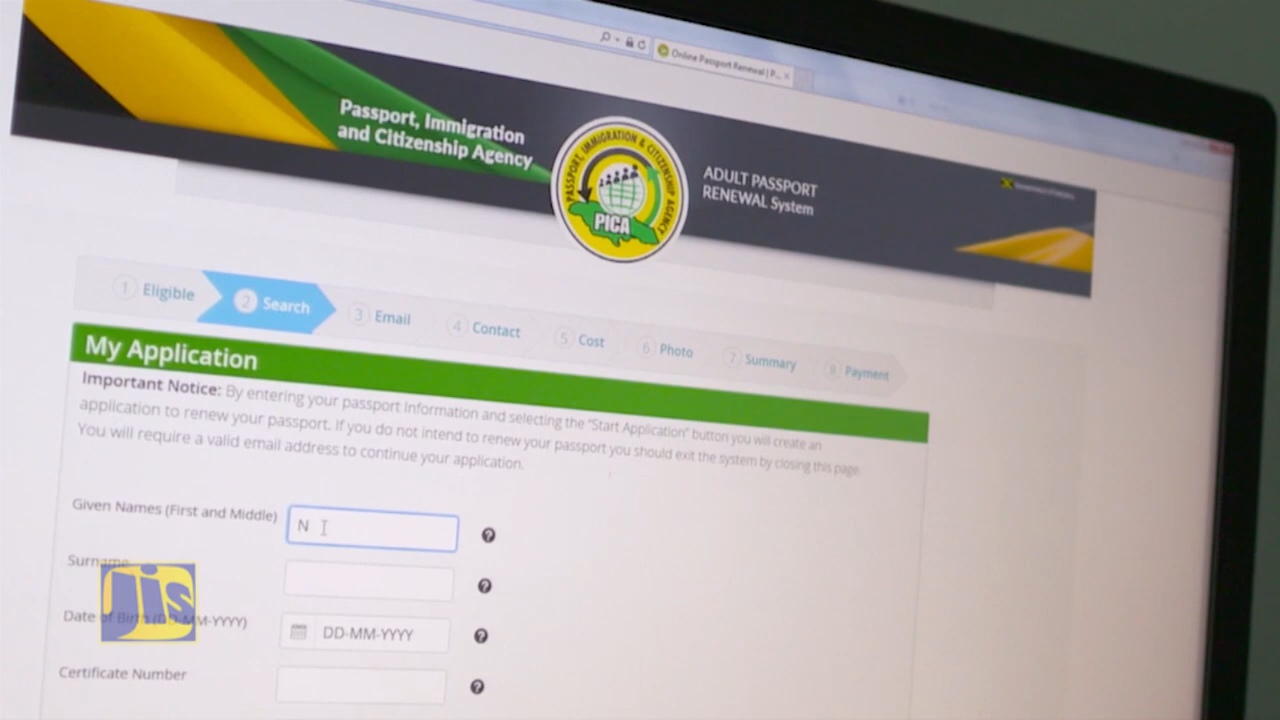 Online Passport Renewal | P...
Passport, Immigration
and Citizenship Agency
PASSPORT, IMMIGRATION & CITIZENSHIP AGENCY
PICA
ADULT PASSPORT
RENEWAL System
1 Eligible
2 Search
3 Email
4 Contact
5 Cost
6 Photo
7 Summary
8 Payment
My Application
Important Notice: By entering your passport information and selecting the "Start Application" button you will create an
application to renew your passport. If you do not intend to renew your passport you should exit the system by closing this page.
You will require a valid email address to continue your application.
Given Names (First and Middle)
N
Surname
Date of Birth (DD-MM-YYYY)
DD-MM-YYYY
Certificate Number
jis